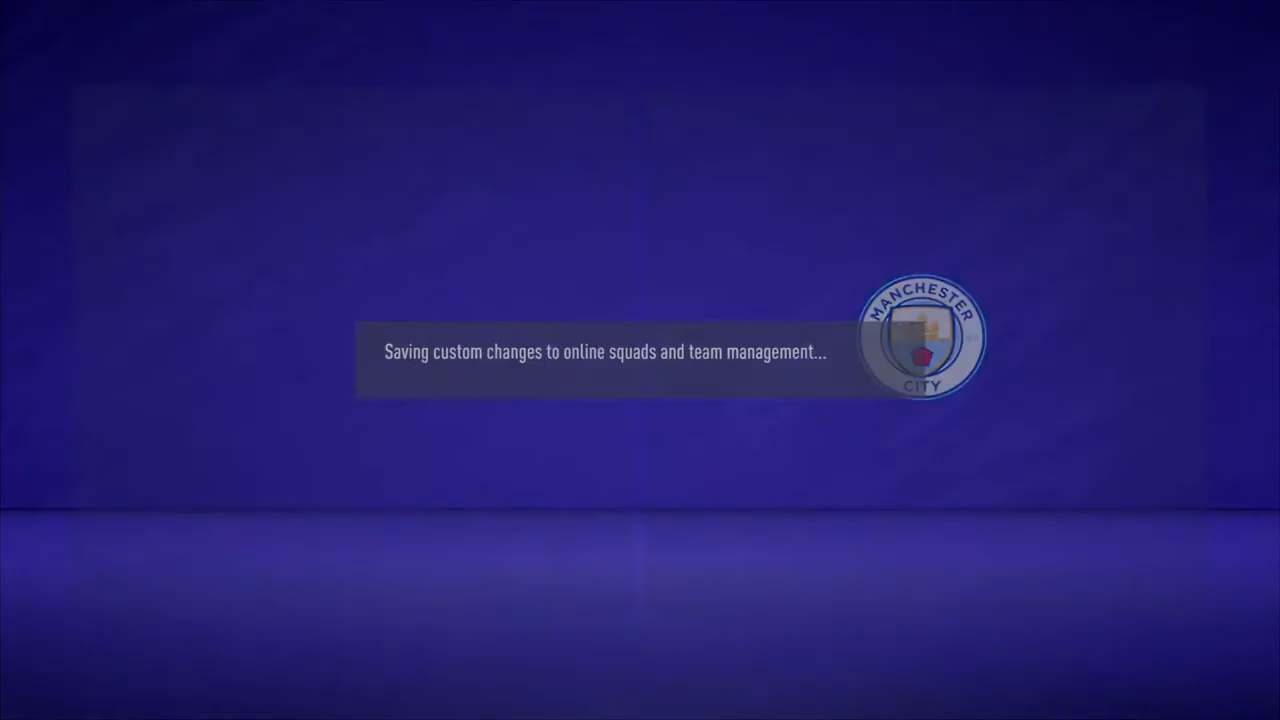 MANCHESTER
Saving custom changes to online squads and team management...
CITY